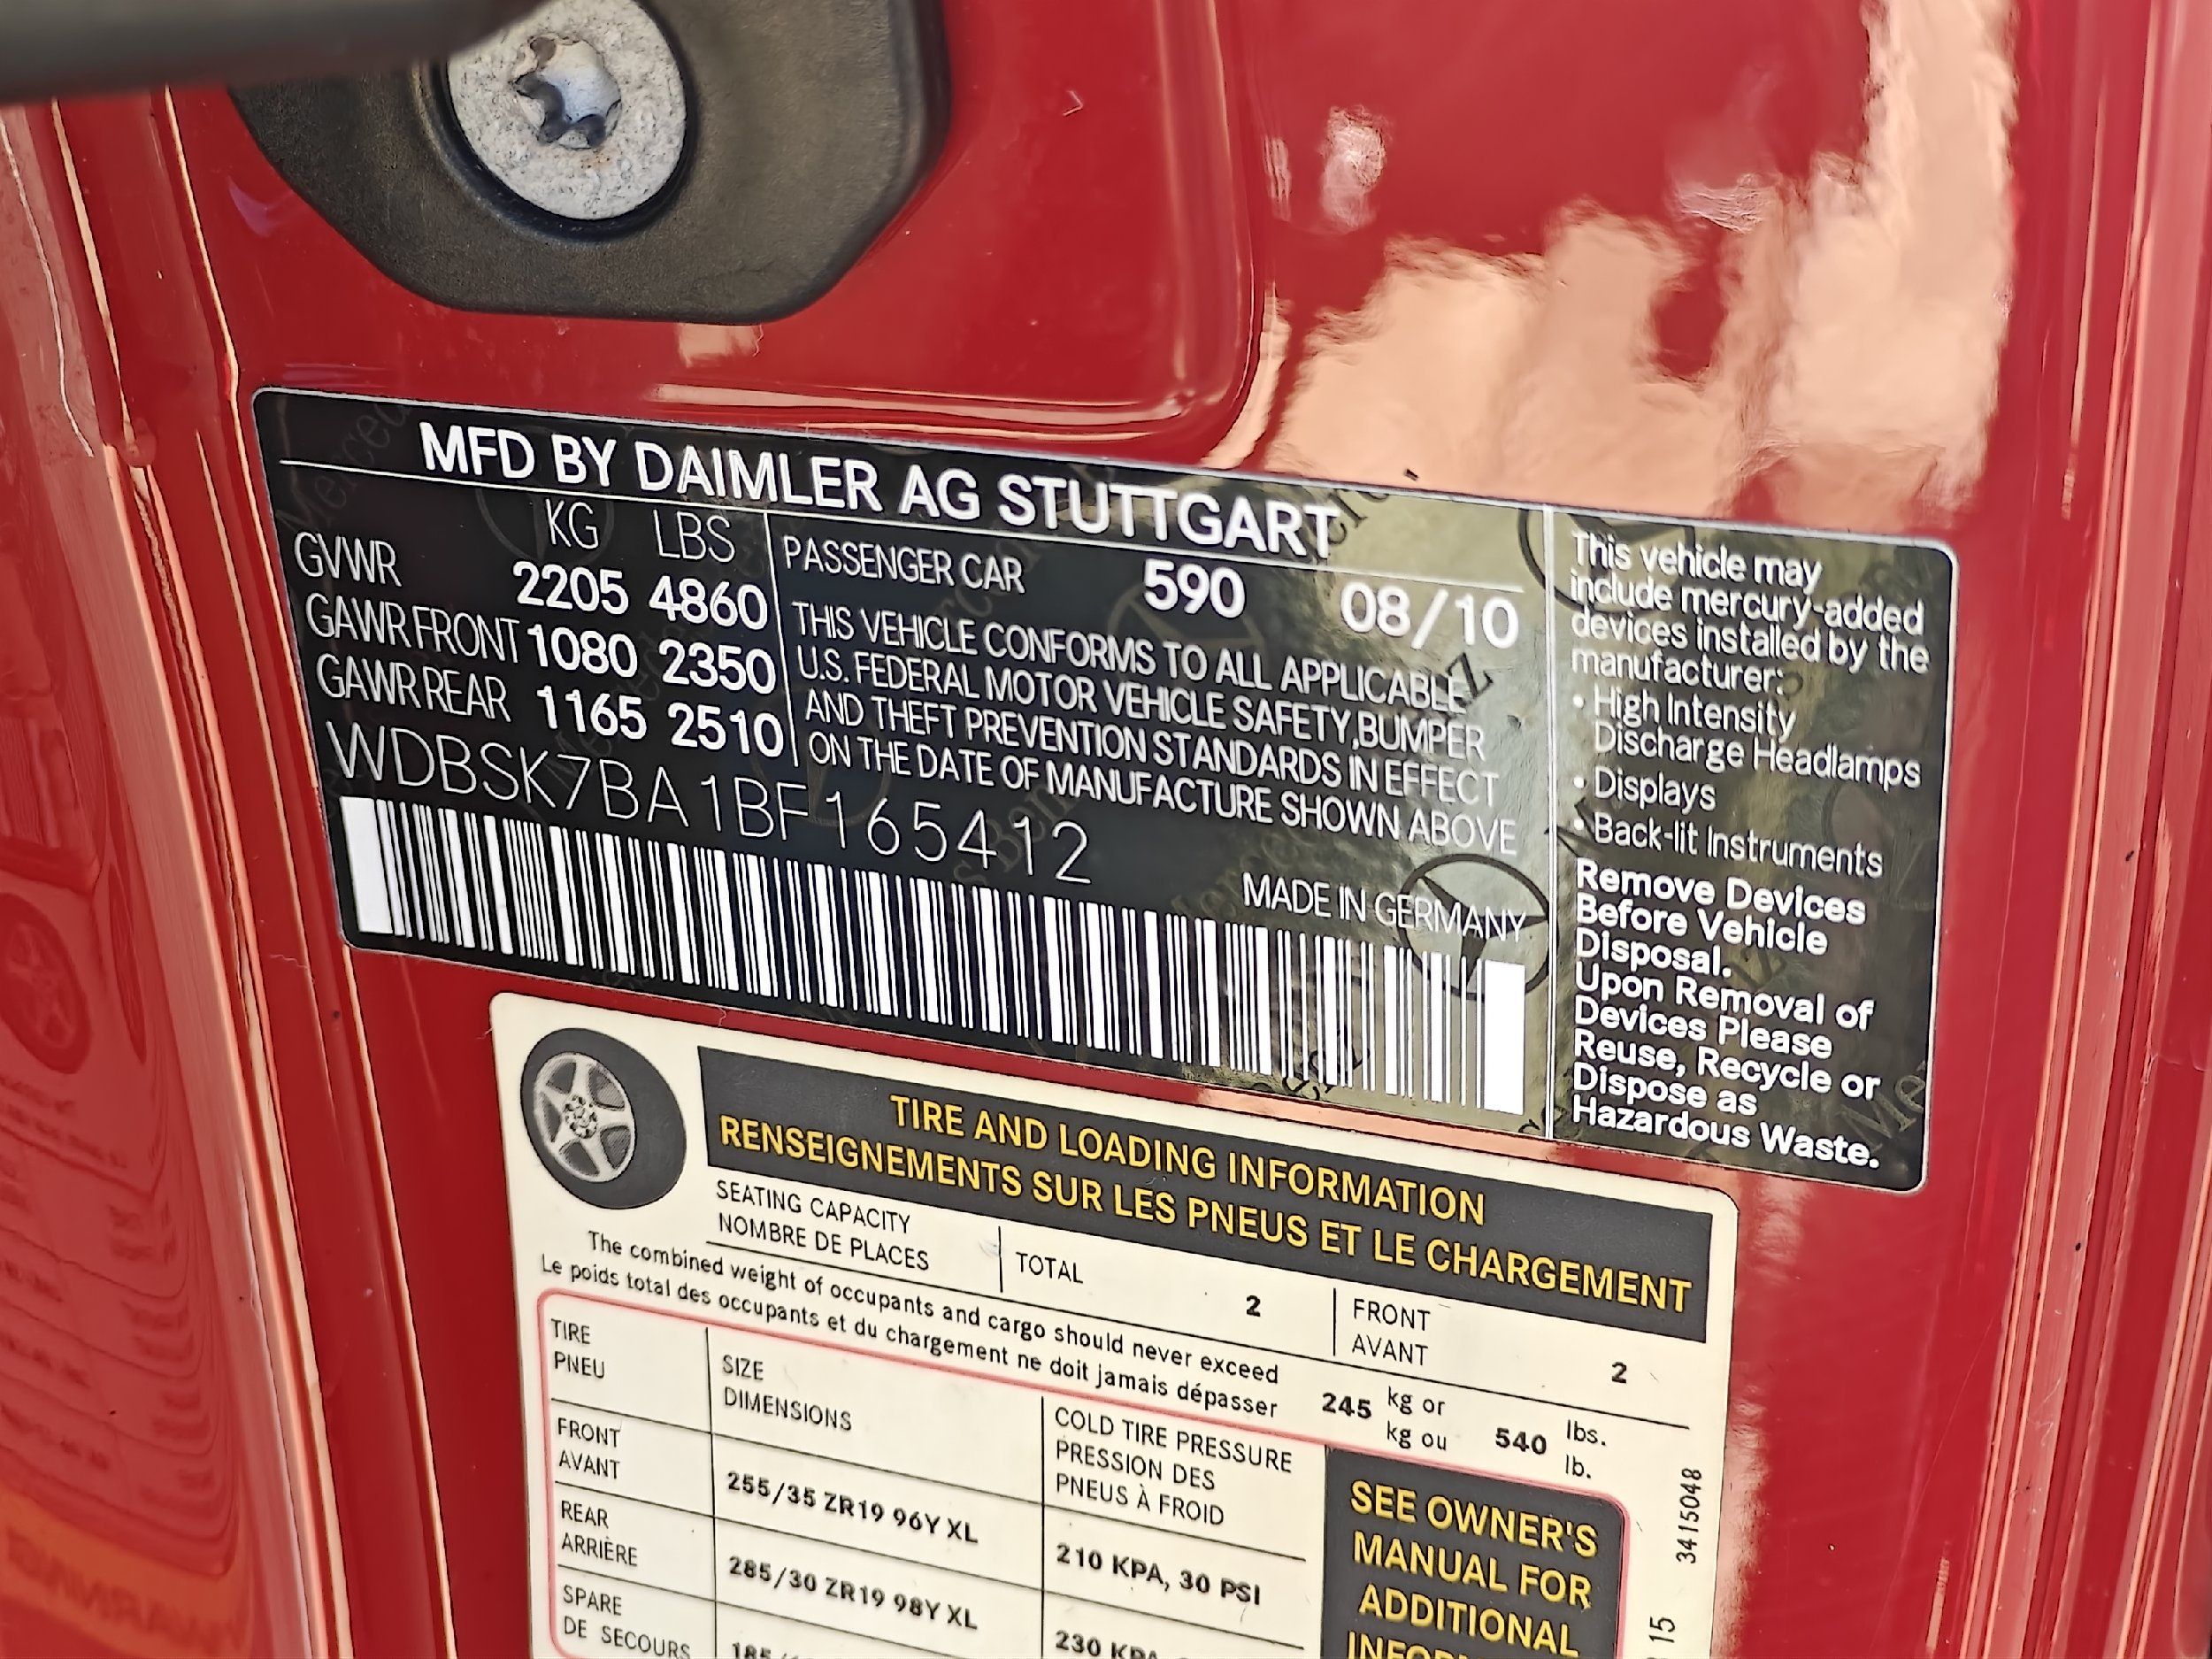 MFD BY DAIMLER AG STUTTGART
KG LBS
GVWR 2205 4860
GAWR FRONT 1080 2350
GAWR REAR 1165 2510
PASSENGER CAR 590 08/10
THIS VEHICLE CONFORMS TO ALL APPLICABLE
U.S. FEDERAL MOTOR VEHICLE SAFETY,BUMPER
AND THEFT PREVENTION STANDARDS IN EFFECT
ON THE DATE OF MANUFACTURE SHOWN ABOVE
WDBSK7BA1BF165412
MADE IN GERMANY
This vehicle may
include mercury-added
devices installed by the
manufacturer:
• High Intensity
Discharge Headlamps
• Displays
• Back-lit Instruments
Remove Devices
Before Vehicle
Disposal.
Upon Removal of
Devices Please
Reuse, Recycle or
Dispose as
Hazardous Waste.
TIRE AND LOADING INFORMATION
RENSEIGNEMENTS SUR LES PNEUS ET LE CHARGEMENT
SEATING CAPACITY
NOMBRE DE PLACES
TOTAL 2
FRONT
AVANT 2
The combined weight of occupants and cargo should never exceed
Le poids total des occupants et du chargement ne doit jamais dépasser
245 kg or
kg ou
540 lbs.
lb.
TIRE
PNEU
SIZE
DIMENSIONS
COLD TIRE PRESSURE
PRESSION DES
PNEUS À FROID
FRONT
AVANT
255/35 ZR19 96Y XL
210 KPA, 30 PSI
REAR
ARRIÈRE
285/30 ZR19 98Y XL
230 KPA
SPARE
DE SECOURS
SEE OWNER'S
MANUAL FOR
ADDITIONAL
3415048
15